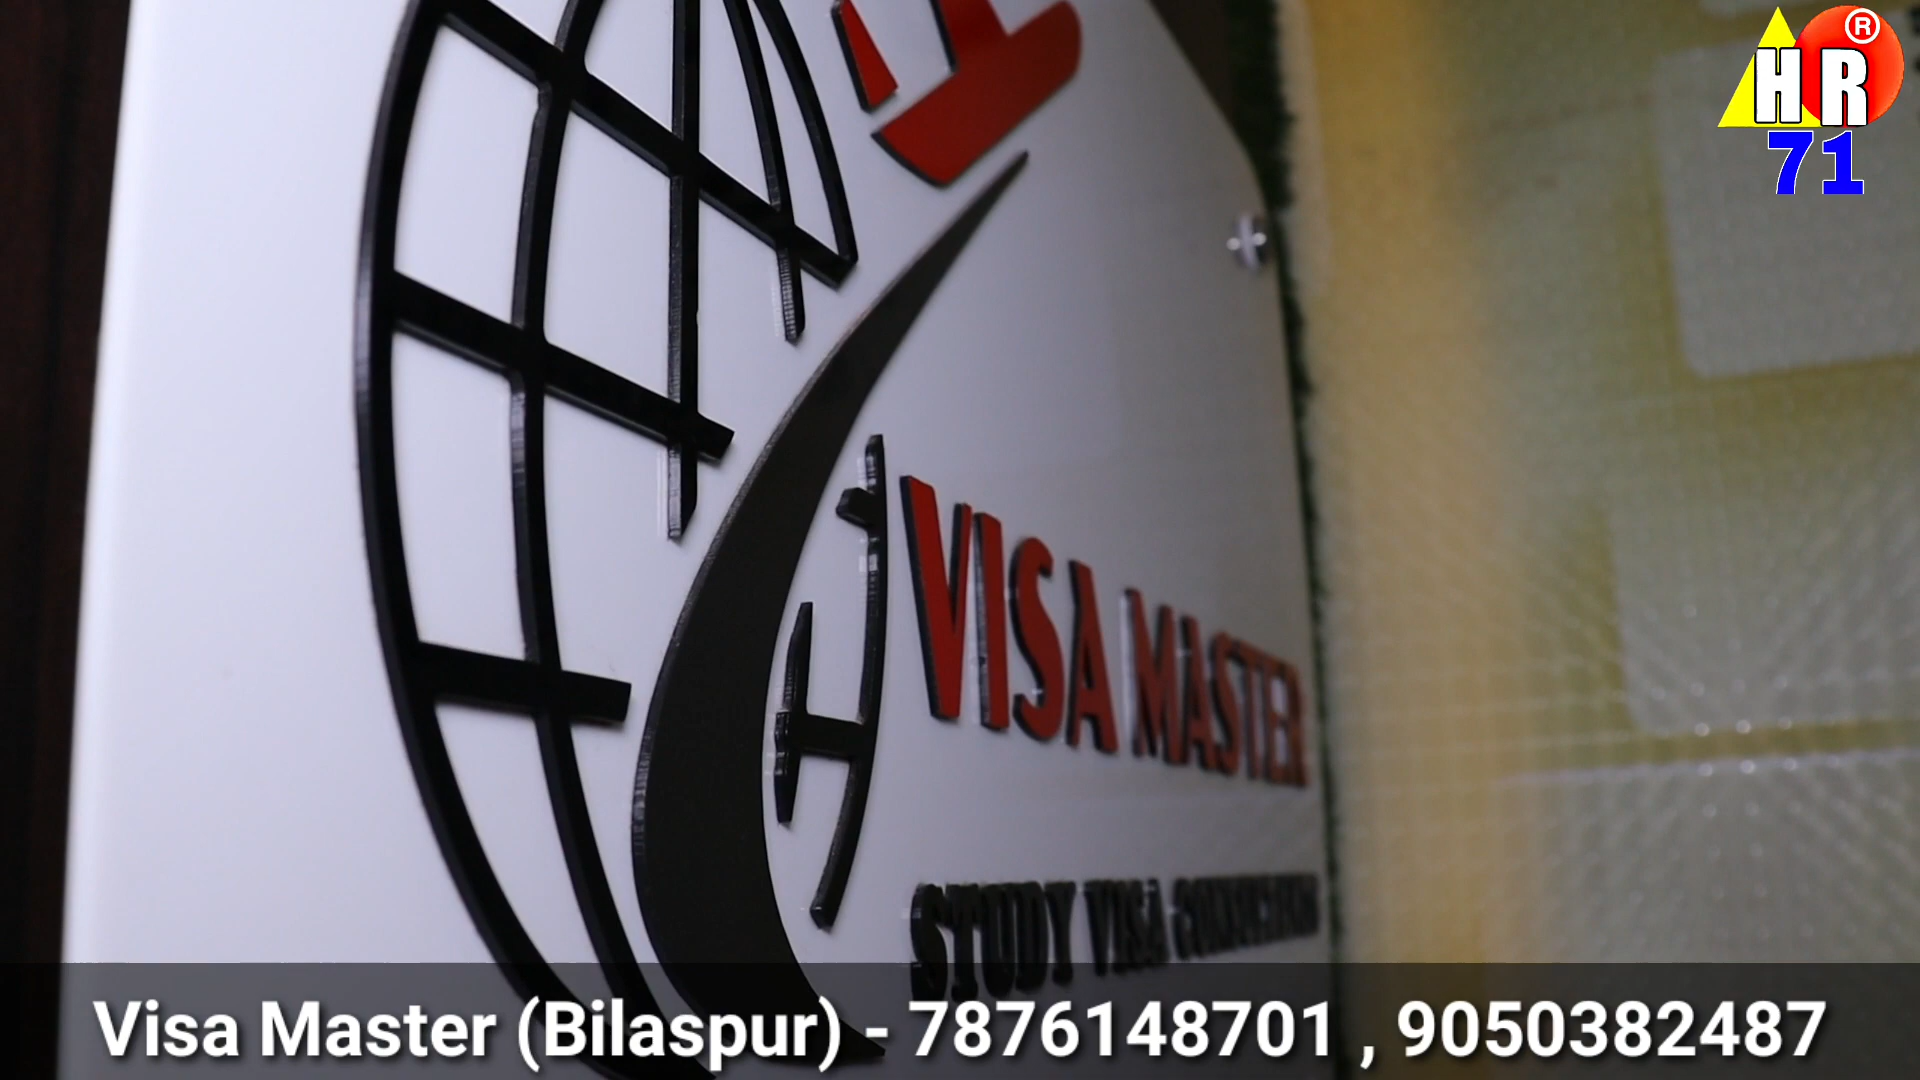 HR®
71
VISA MASTER
STUDY VISA
Visa Master (Bilaspur) - 7876148701 , 9050382487